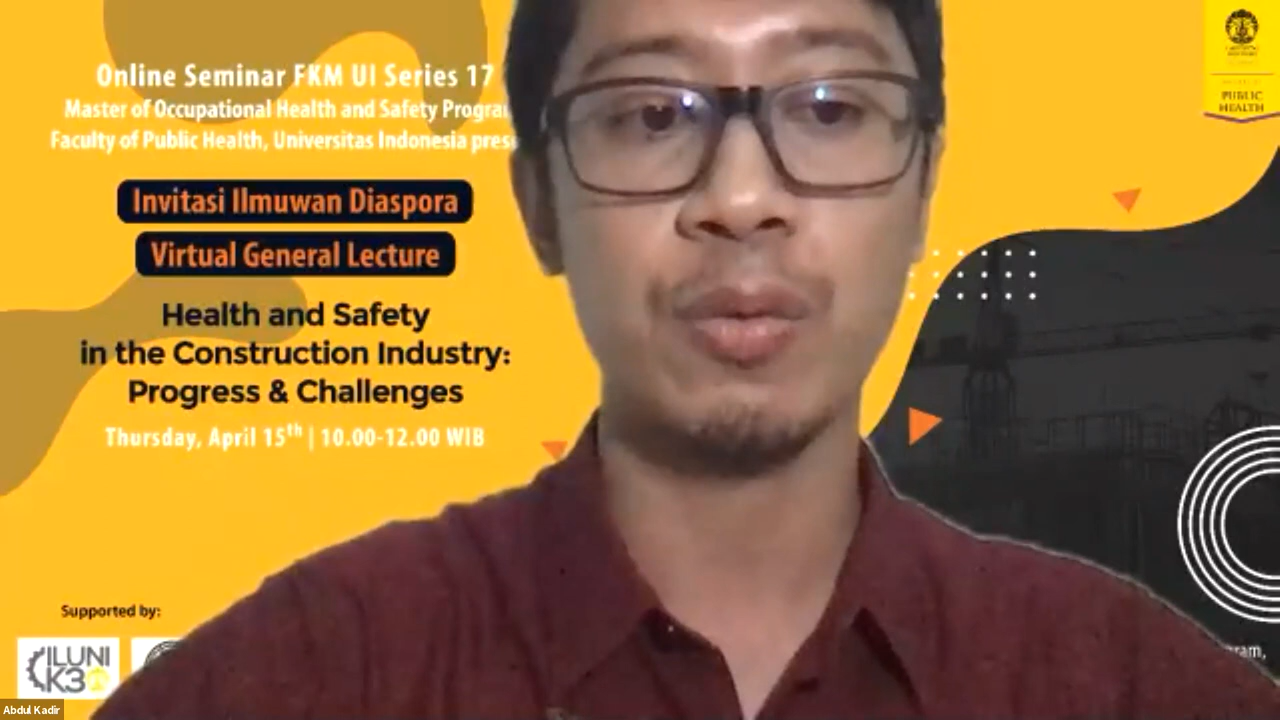 Online Seminar FKM UI Series 17
Master of Occupational Health and Safety Progra
Faculty of Public Health, Universitas Indonesia pres
Invitasi Ilmuwan Diaspora
Virtual General Lecture
Health and Safety
in the Construction Industry:
Progress & Challenges
Thursday, April 15th | 10.00-12.00 WIB
PUBLIC
HEALTH
Supported by:
ILUNI
K3
ram,
Abdul Kadir